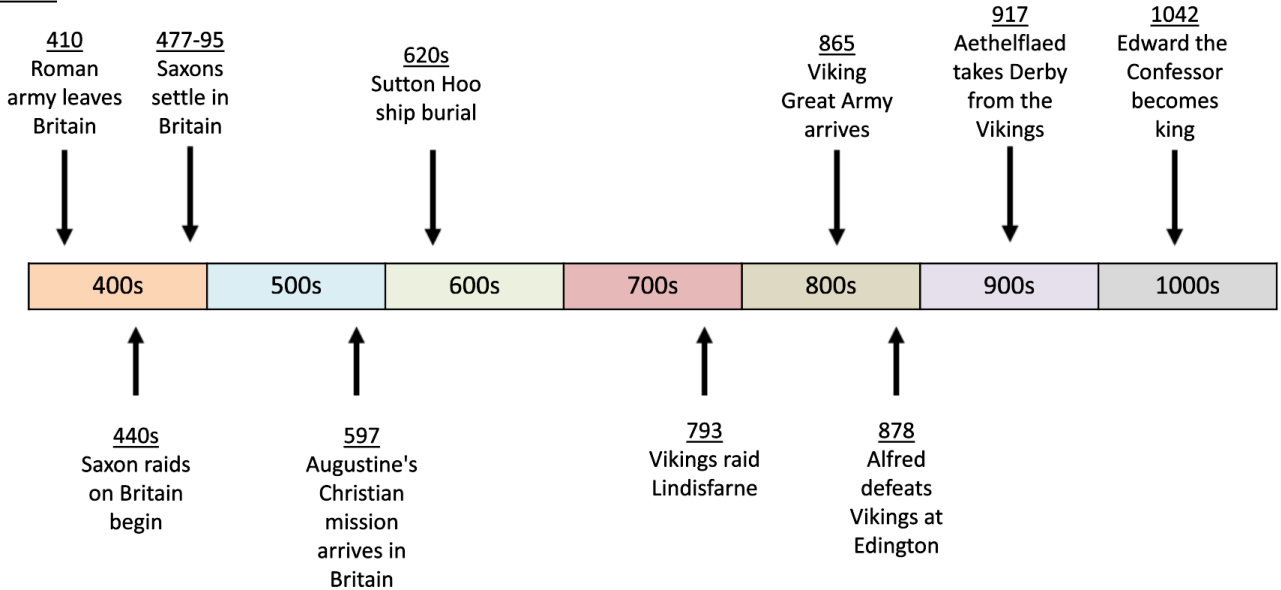 410
Roman
army leaves
Britain
477-95
Saxons
settle in
Britain
620s
Sutton Hoo
ship burial
865
Viking
Great Army
arrives
917
Aethelflaed
takes Derby
from the
Vikings
1042
Edward the
Confessor
becomes
king
400s
500s
600s
700s
800s
900s
1000s
440s
Saxon raids
on Britain
begin
597
Augustine's
Christian
mission
arrives in
Britain
793
Vikings raid
Lindisfarne
878
Alfred
defeats
Vikings at
Edington